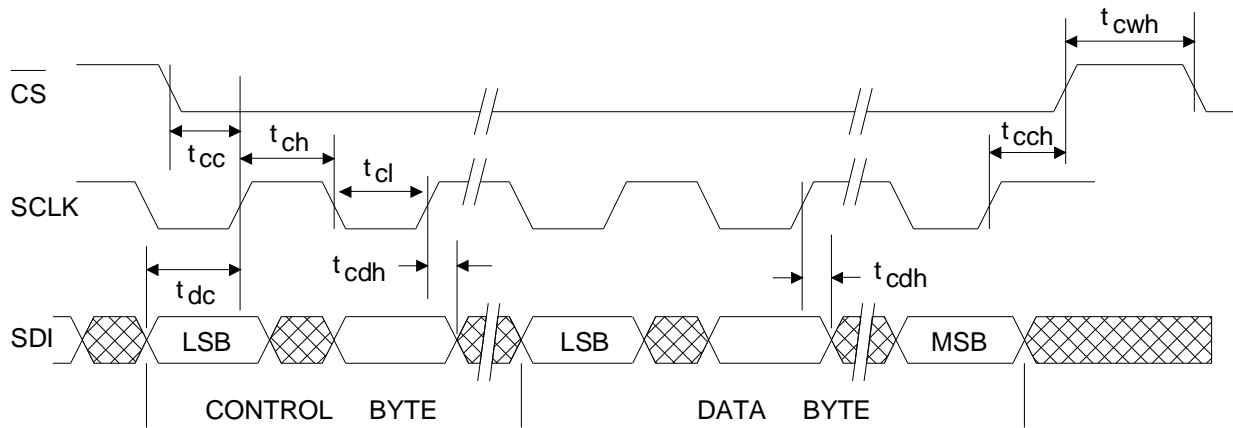 t cwh
CS
t cc
t ch
t cl
t cch
SCLK
t dc
t cdh
t cdh
SDI
LSB
LSB
MSB
CONTROL BYTE
DATA BYTE